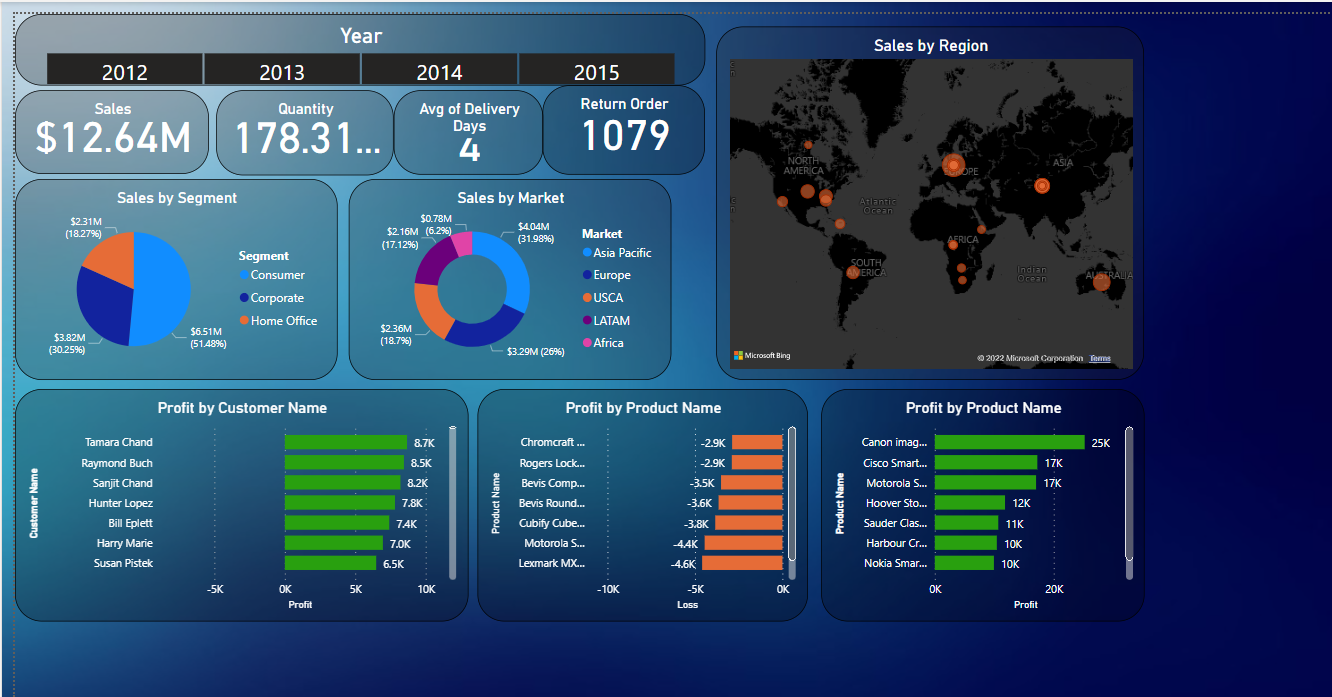 Year
2012 2013 2014 2015
Sales
$12.64M
Quantity
178.31...
Avg of Delivery
Days
4
Return Order
1079
Sales by Region
NORTH
AMERICA
EUROPE
ASIA
Atlantic
Ocean
AFRICA
SOUTH
AMERICA
Indian
Ocean
AUSTRALIA
Microsoft Bing
© 2022 Microsoft Corporation Terms
Sales by Segment
$2.31M
(18.27%)
$3.82M
(30.25%)
$6.51M
(51.48%)
Segment
Consumer
Corporate
Home Office
Sales by Market
$0.78M
(6.2%)
$4.04M
(31.98%)
$2.16M
(17.12%)
$2.36M
(18.7%)
$3.29M (26%)
Market
Asia Pacific
Europe
USCA
LATAM
Africa
Profit by Customer Name
Customer Name
Tamara Chand 8.7K
Raymond Buch 8.5K
Sanjit Chand 8.2K
Hunter Lopez 7.8K
Bill Eplett 7.4K
Harry Marie 7.0K
Susan Pistek 6.5K
-5K 0K 5K 10K
Profit
Profit by Product Name
Product Name
Chromcraft ... -2.9K
Rogers Lock... -2.9K
Bevis Comp... -3.5K
Bevis Round... -3.6K
Cubify Cube... -3.8K
Motorola S... -4.4K
Lexmark MX... -4.6K
-10K -5K 0K
Loss
Profit by Product Name
Product Name
Canon imag... 25K
Cisco Smart... 17K
Motorola S... 17K
Hoover Sto... 12K
Sauder Clas... 11K
Harbour Cr... 10K
Nokia Smar... 10K
0K 20K
Profit